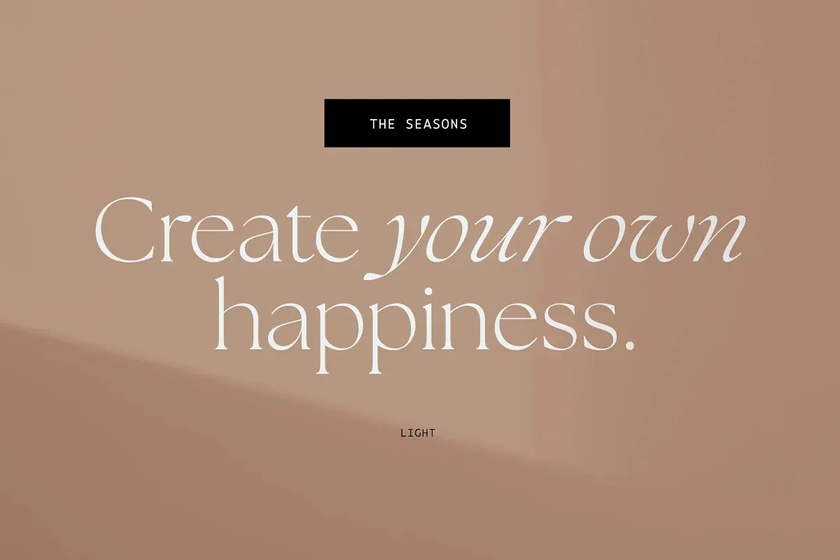 THE SEASONS
Create your own
happiness.
LIGHT